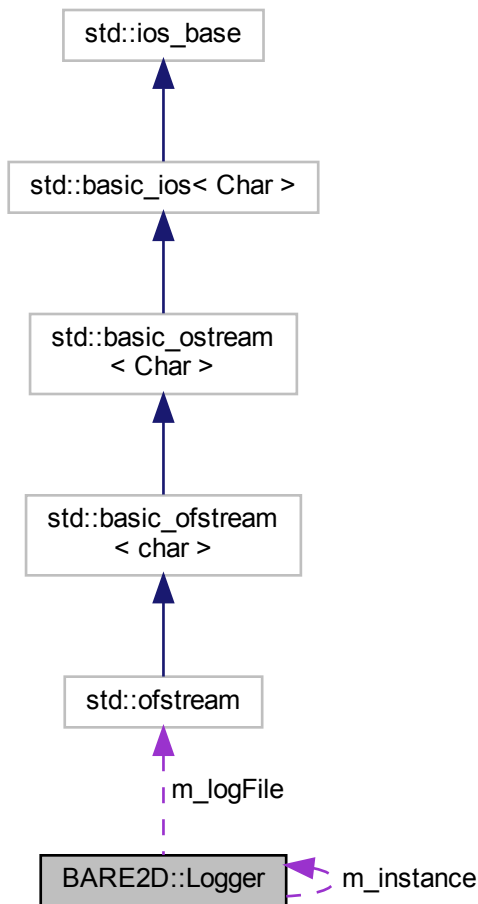 std::ios_base
std::basic_ios< Char >
std::basic_ostream
< Char >
std::basic_ofstream
< char >
std::ofstream
m_logFile
BARE2D::Logger
m_instance